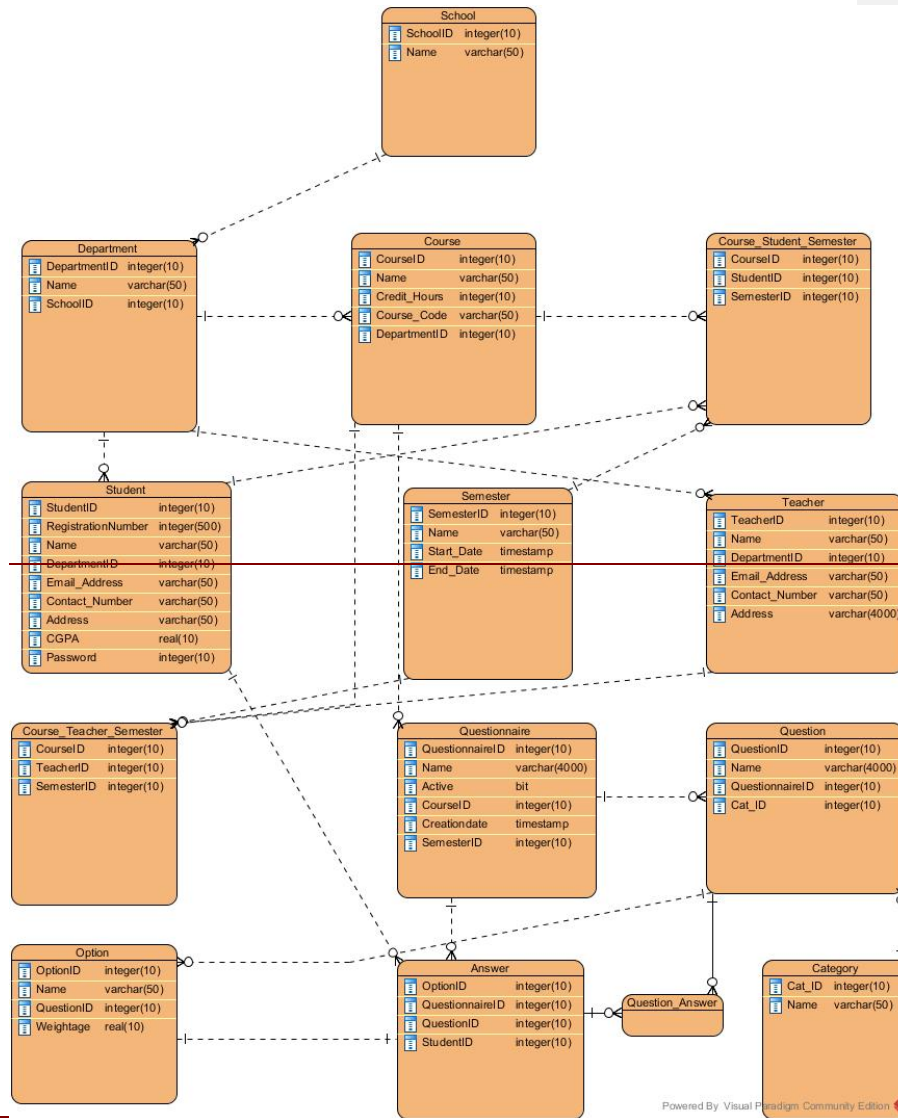 School
SchoolID integer(10)
Name varchar(50)
Department
DepartmentID integer(10)
Name varchar(50)
SchoolID integer(10)
Course
CourseID integer(10)
Name varchar(50)
Credit_Hours integer(10)
Course_Code varchar(50)
DepartmentID integer(10)
Course_Student_Semester
CourseID integer(10)
StudentID integer(10)
SemesterID integer(10)
Student
StudentID integer(10)
RegistrationNumber integer(500)
Name varchar(50)
DepartmentID integer(10)
Email_Address varchar(50)
Contact_Number varchar(50)
Address varchar(50)
CGPA real(10)
Password integer(10)
Semester
SemesterID integer(10)
Name varchar(50)
Start_Date timestamp
End_Date timestamp
Teacher
TeacherID integer(10)
Name varchar(50)
DepartmentID integer(10)
Email_Address varchar(50)
Contact_Number varchar(50)
Address varchar(4000)
Course_Teacher_Semester
CourseID integer(10)
TeacherID integer(10)
SemesterID integer(10)
Questionnaire
QuestionnaireID integer(10)
Name varchar(4000)
Active bit
CourseID integer(10)
Creationdate timestamp
SemesterID integer(10)
Question
QuestionID integer(10)
Name varchar(4000)
QuestionnaireID integer(10)
Cat_ID integer(10)
Option
OptionID integer(10)
Name varchar(50)
QuestionID integer(10)
Weightage real(10)
Answer
OptionID integer(10)
QuestionnaireID integer(10)
QuestionID integer(10)
StudentID integer(10)
Question_Answer
Category
Cat_ID integer(10)
Name varchar(50)
Powered By Visual Paradigm Community Edition